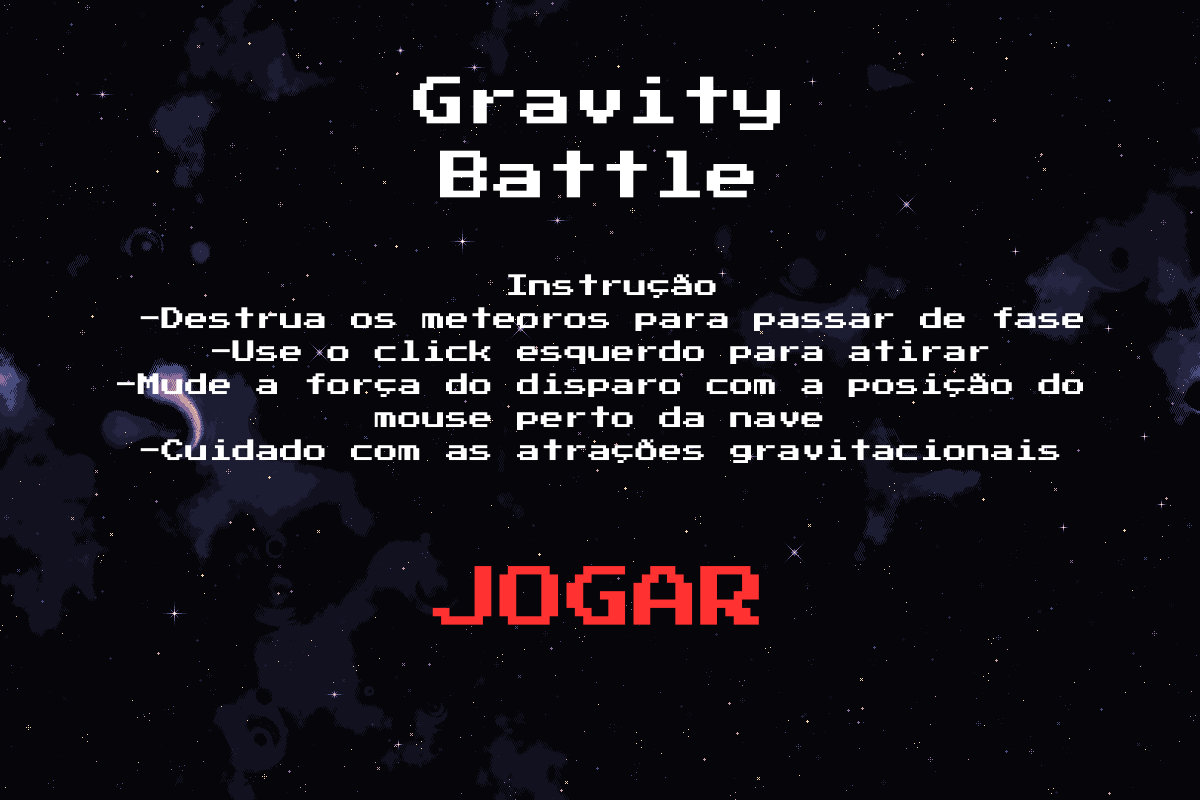 Gravity
Battle
Instrução
-Destrua os meteoros para passar de fase
-Use o click esquerdo para atirar
-Mude a força do disparo com a posição do
mouse perto da nave
-Cuidado com as atrações gravitacionais
JOGAR